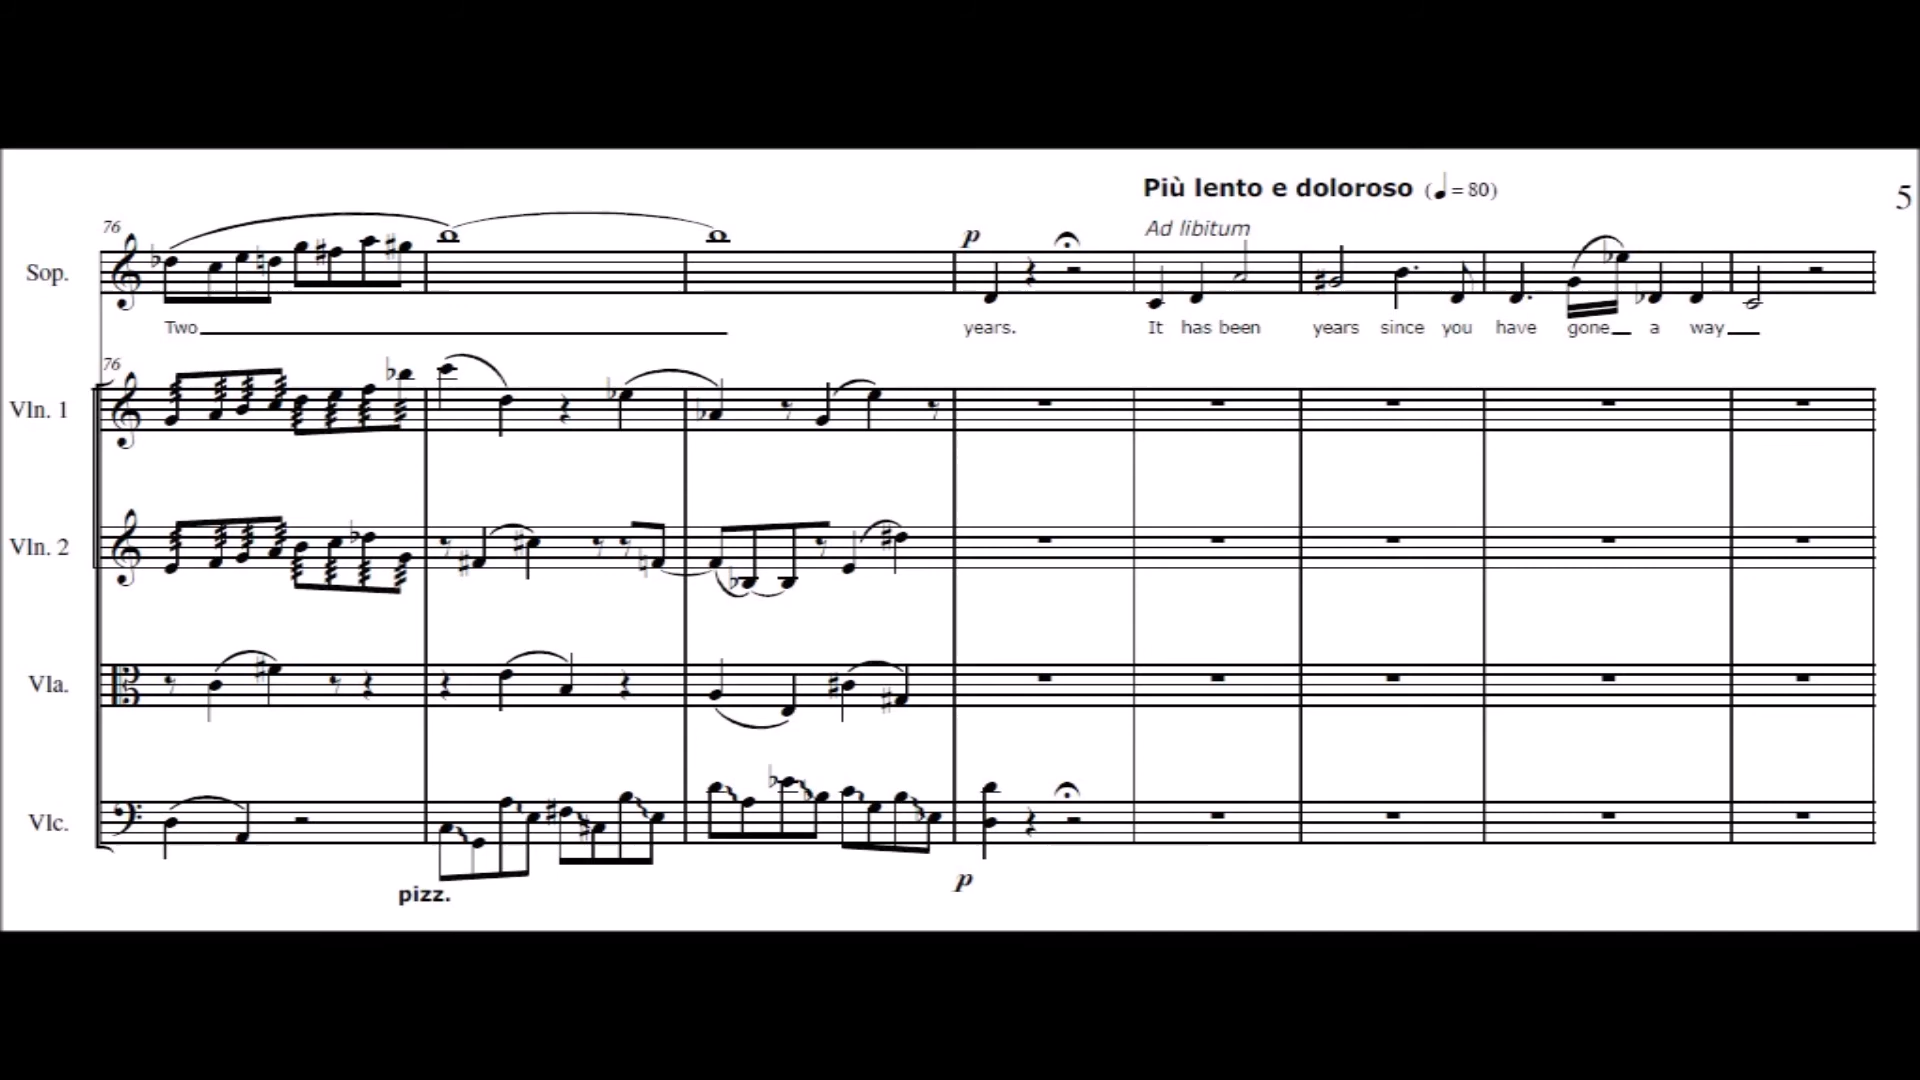 Più lento e doloroso (♩ = 80)
5
76
Ad libitum
p
Sop.
Two years. It has been years since you have gone a way
76
Vln. 1
Vln. 2
Vla.
Vlc.
p
pizz.